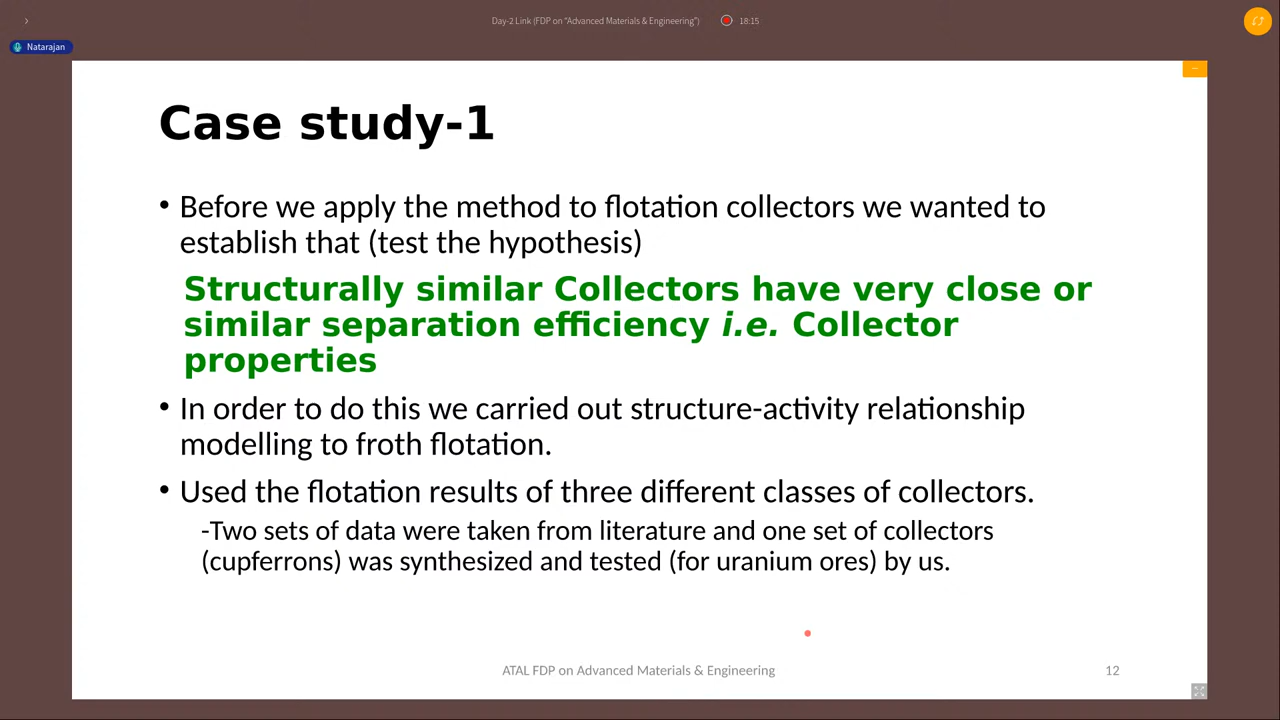 Day-2 Link (FDP on "Advanced Materials & Engineering")
18:15
Natarajan
Case study-1
• Before we apply the method to flotation collectors we wanted to
establish that (test the hypothesis)
Structurally similar Collectors have very close or
similar separation efficiency i.e. Collector
properties
• In order to do this we carried out structure-activity relationship
modelling to froth flotation.
• Used the flotation results of three different classes of collectors.
-Two sets of data were taken from literature and one set of collectors
(cupferrons) was synthesized and tested (for uranium ores) by us.
ATAL FDP on Advanced Materials & Engineering
12